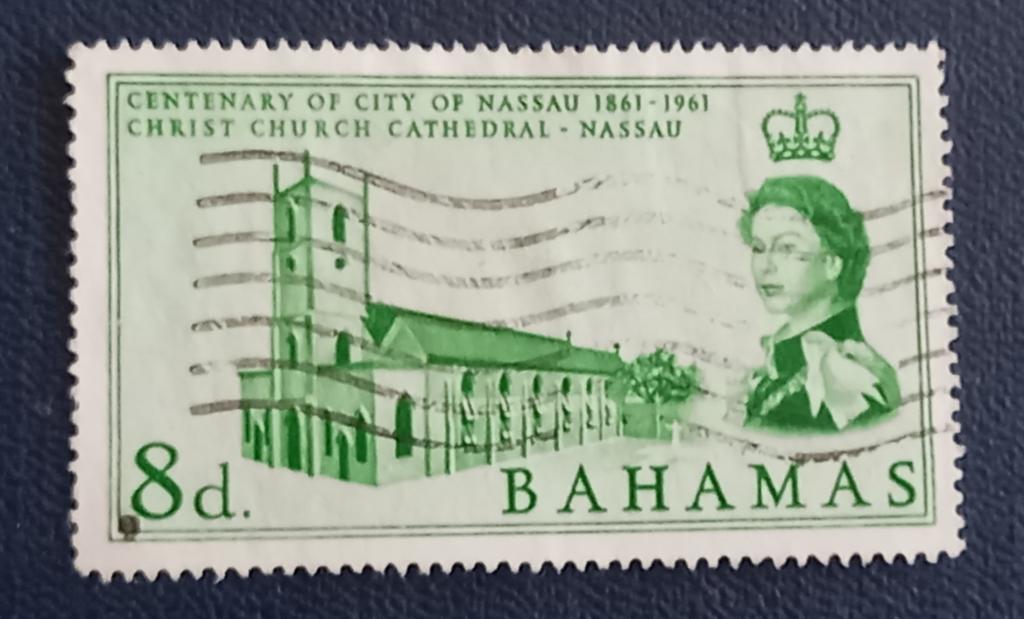 CENTENARY OF CITY OF NASSAU 1861-1961
CHRIST CHURCH CATHEDRAL - NASSAU
8d.
BAHAMAS